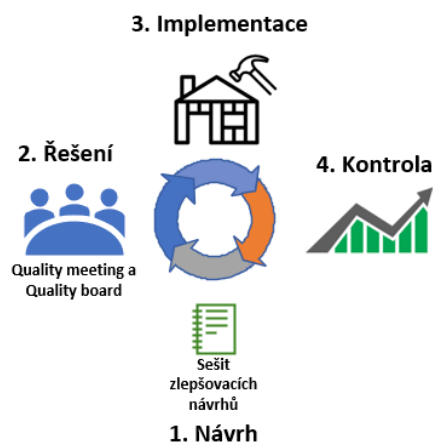 3. Implementace
2. Řešení
4. Kontrola
Quality meeting a
Quality board
Sešit
zlepšovacích
návrhů
1. Návrh